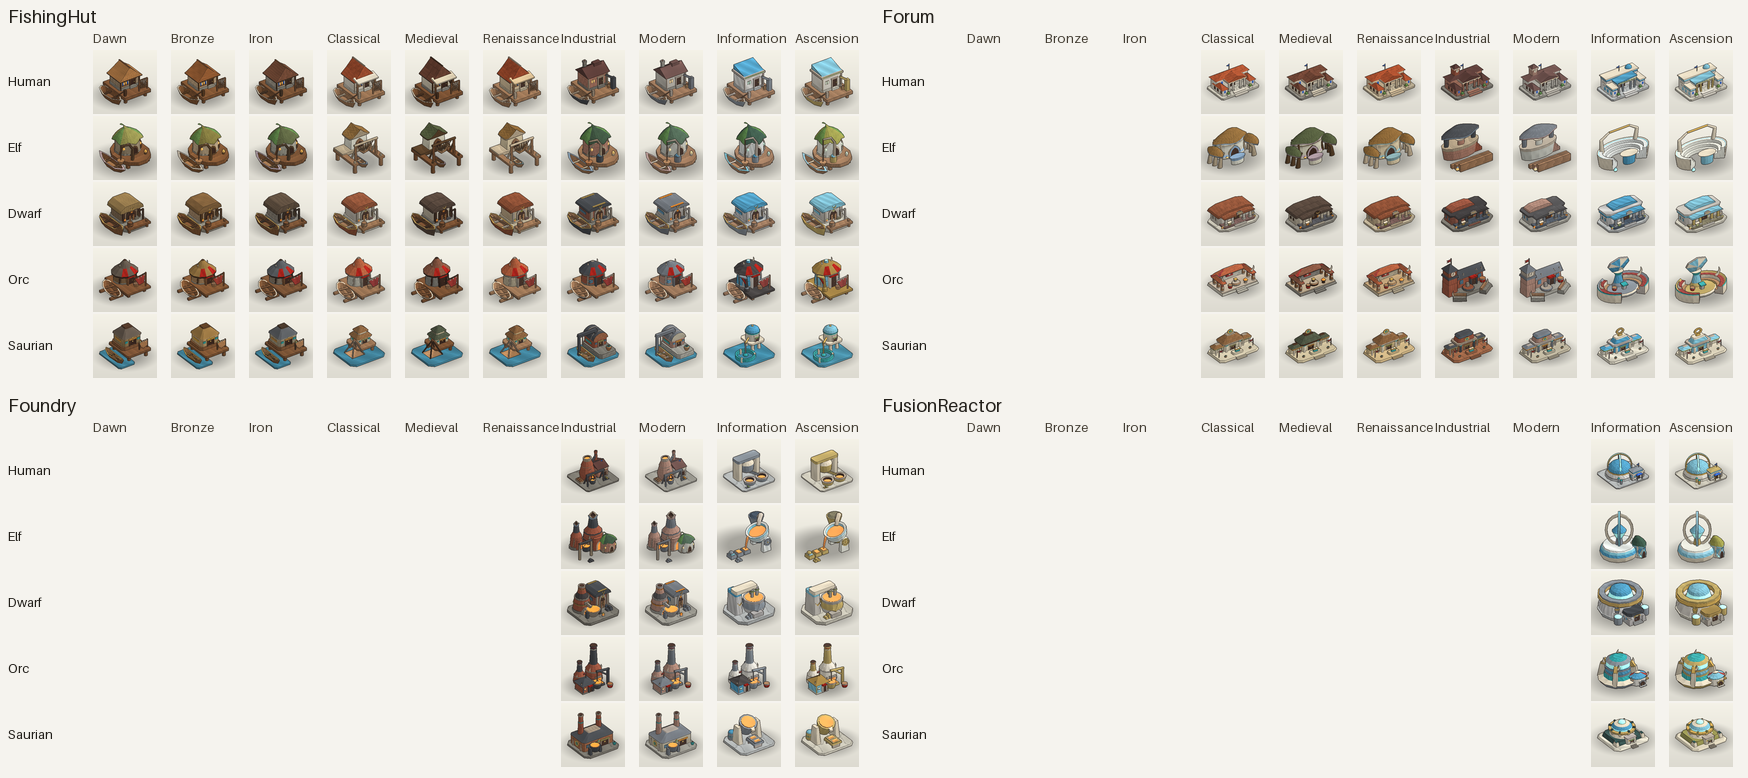 FishingHut
Dawn Bronze Iron Classical Medieval Renaissance Industrial Modern Information Ascension
Human
Elf
Dwarf
Orc
Saurian
Forum
Dawn Bronze Iron Classical Medieval Renaissance Industrial Modern Information Ascension
Human
Elf
Dwarf
Orc
Saurian
Foundry
Dawn Bronze Iron Classical Medieval Renaissance Industrial Modern Information Ascension
Human
Elf
Dwarf
Orc
Saurian
FusionReactor
Dawn Bronze Iron Classical Medieval Renaissance Industrial Modern Information Ascension
Human
Elf
Dwarf
Orc
Saurian